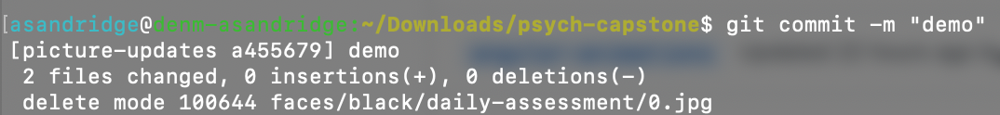 [asandridge@denm-asandridge:~/Downloads/psych-capstone$ git commit -m "demo"
[picture-updates a455679] demo
2 files changed, 0 insertions(+), 0 deletions(-)
delete mode 100644 faces/black/daily-assessment/0.jpg